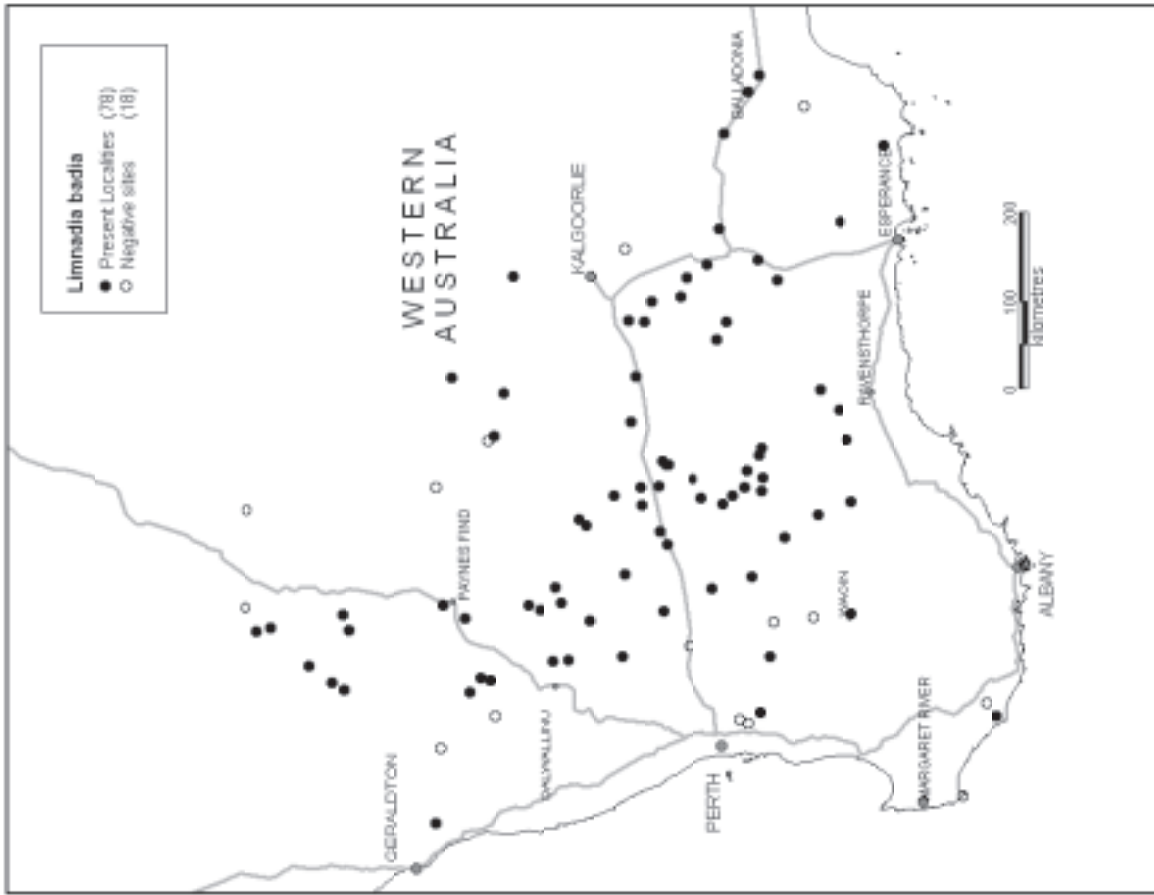 Limnadia badia
Present Localities (78)
Negative sites (18)
WESTERN
AUSTRALIA
KALGOORLIE
BALLADONIA
ESPERANCE
RAVENSTHORPE
PAYNES FIND
GERALDTON
DALWALLINU
PERTH
WAGIN
MARGARET RIVER
ALBANY
0 100 200
kilometres